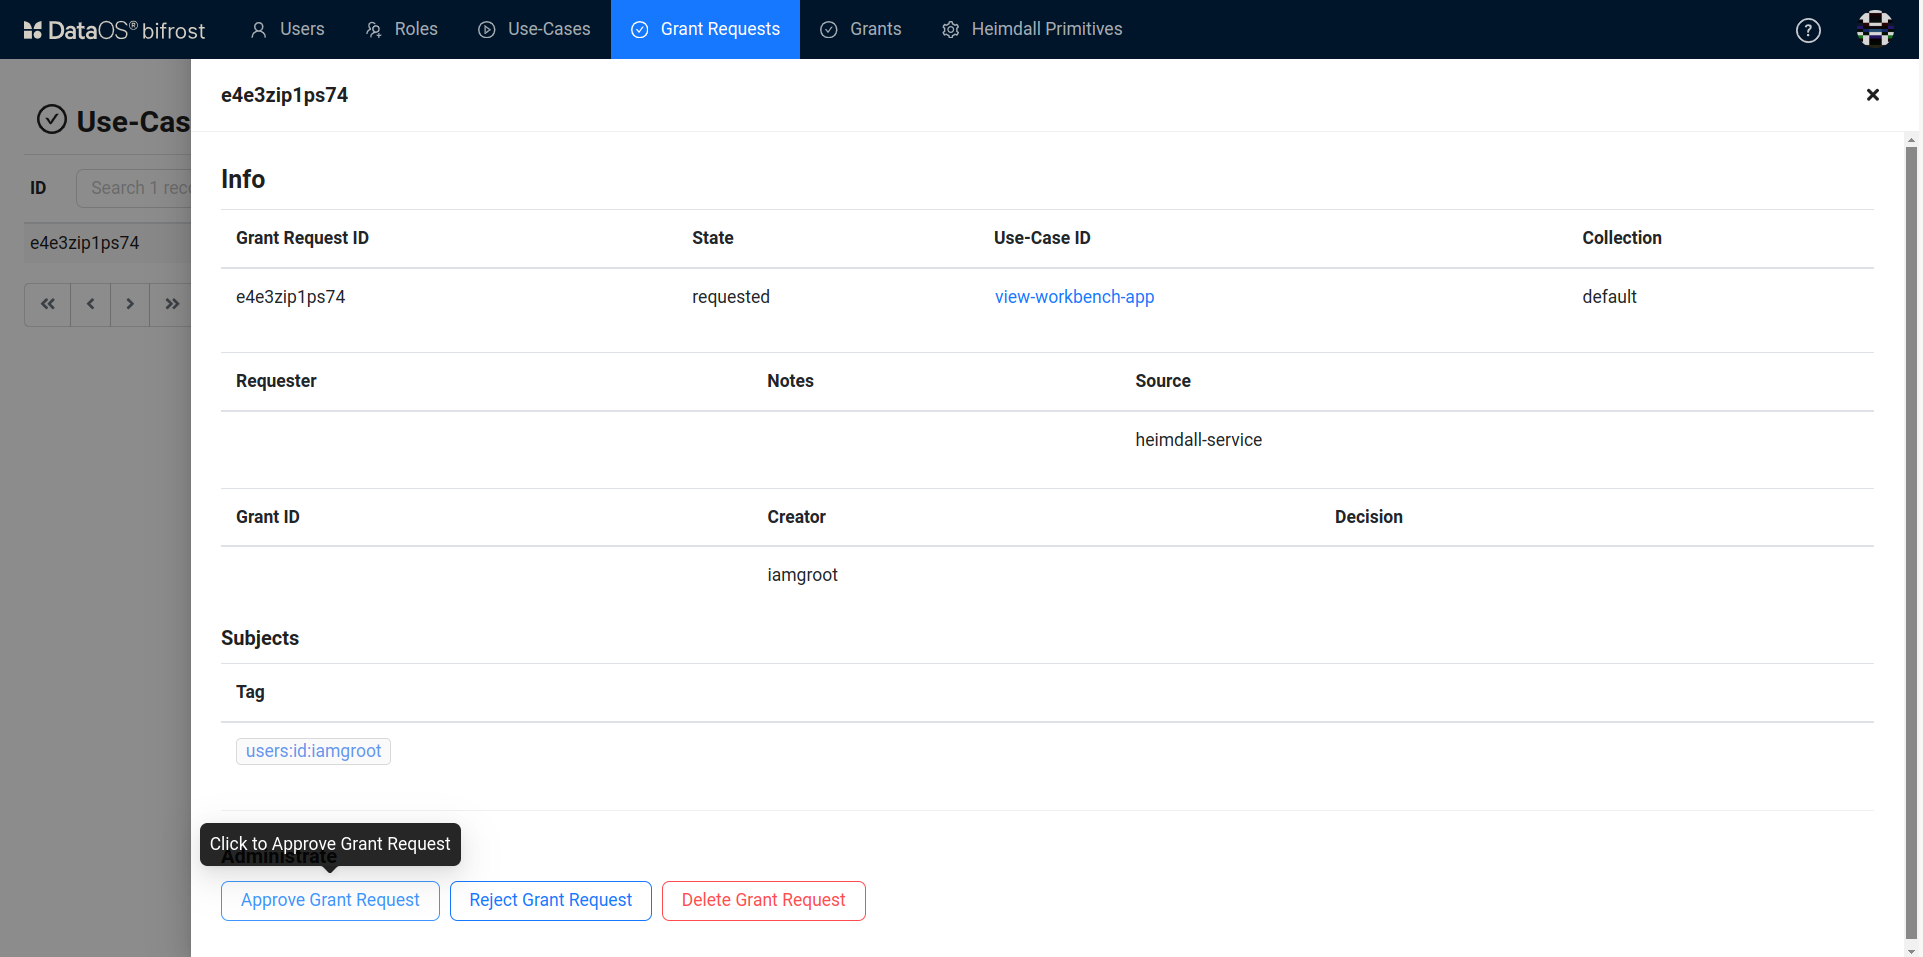 DataOS® bifrost Users Roles Use-Cases Grant Requests Grants Heimdall Primitives ?
e4e3zip1ps74
Use-Cas
ID Search 1 rec
e4e3zip1ps74
Info
Grant Request ID State Use-Case ID Collection
e4e3zip1ps74 requested view-workbench-app default
Requester Notes Source
heimdall-service
Grant ID Creator Decision
iamgroot
Subjects
Tag
users:id:iamgroot
Click to Approve Grant Request
Administrate
Approve Grant Request Reject Grant Request Delete Grant Request